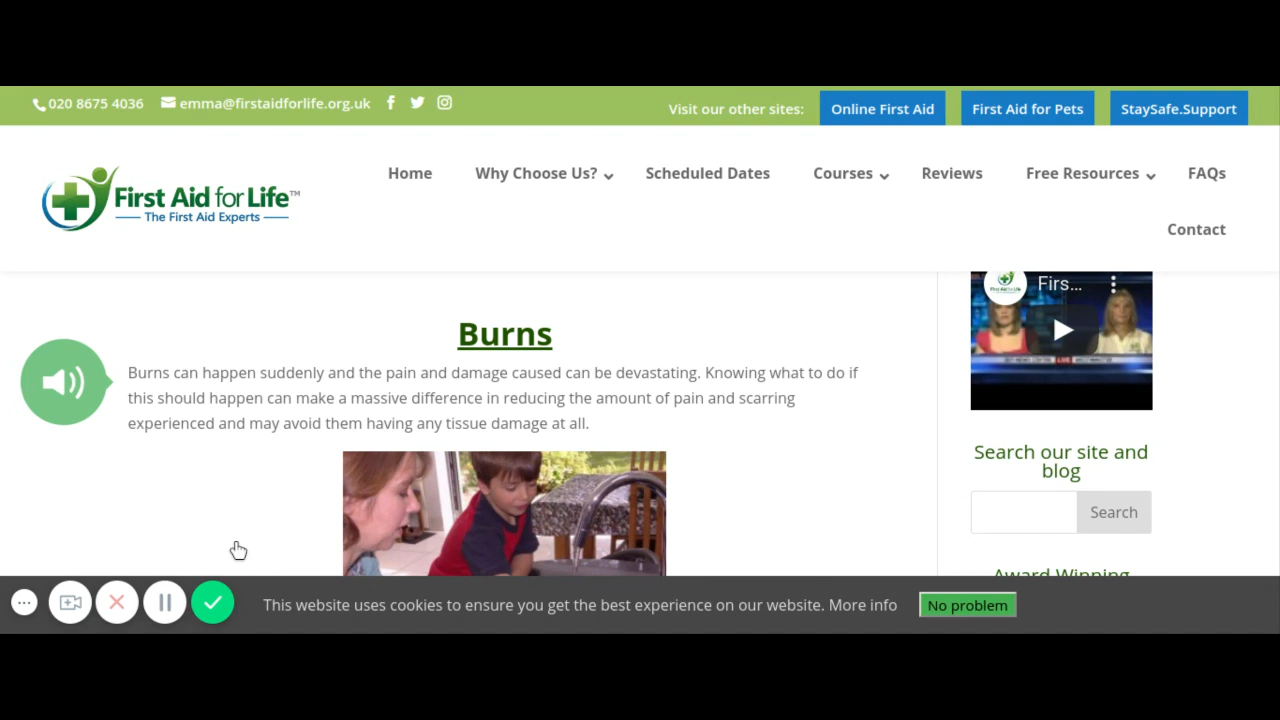 020 8675 4036 emma@firstaidforlife.org.uk Visit our other sites: Online First Aid First Aid for Pets StaySafe.Support
Home Why Choose Us? Scheduled Dates Courses Reviews Free Resources FAQs
First Aid for Life™
The First Aid Experts
Contact
Firs...
Burns
Burns can happen suddenly and the pain and damage caused can be devastating. Knowing what to do if
this should happen can make a massive difference in reducing the amount of pain and scarring
experienced and may avoid them having any tissue damage at all.
Search our site and
blog
Search
Award Winning
This website uses cookies to ensure you get the best experience on our website. More info No problem